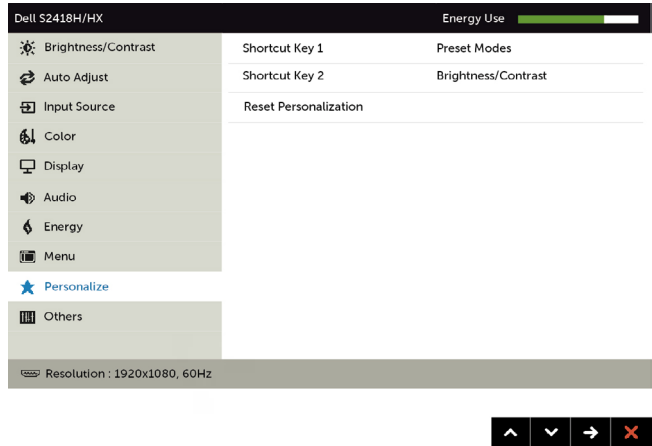 Dell S2418H/HX Energy Use
Brightness/Contrast
Shortcut Key 1 Preset Modes
Auto Adjust
Shortcut Key 2 Brightness/Contrast
Input Source
Reset Personalization
Color
Display
Audio
Energy
Menu
Personalize
Others
Resolution : 1920x1080, 60Hz